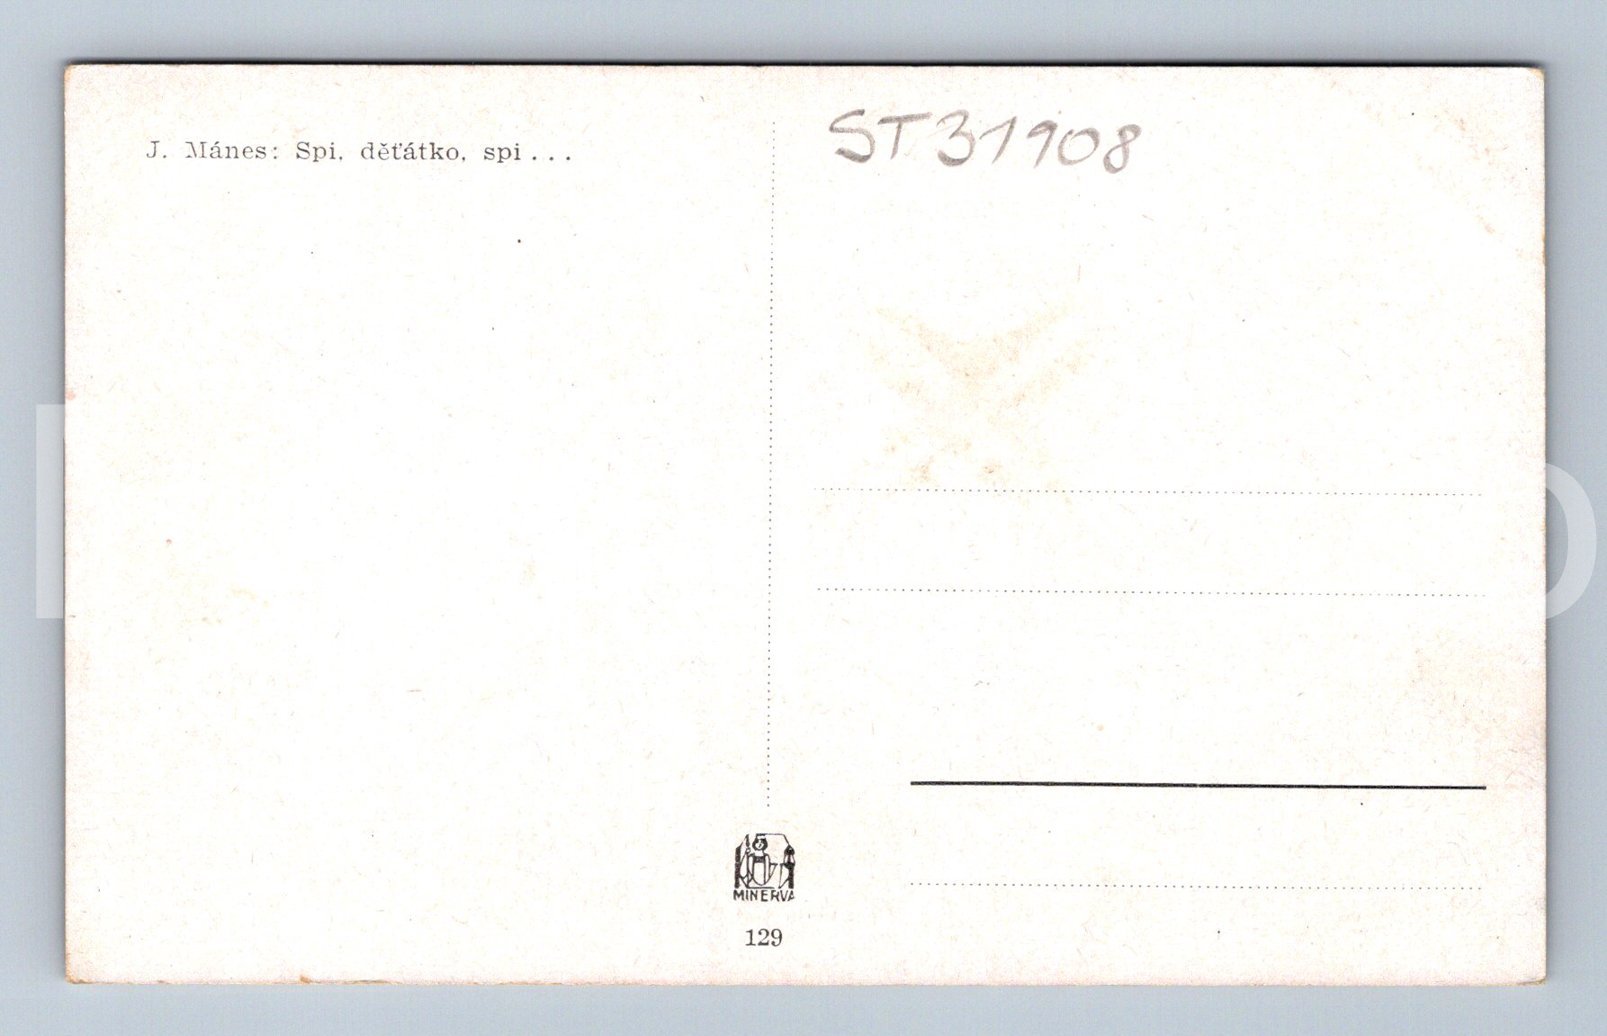 J. Mánes: Spi, děťátko, spi...
ST31908
MINERVA
129